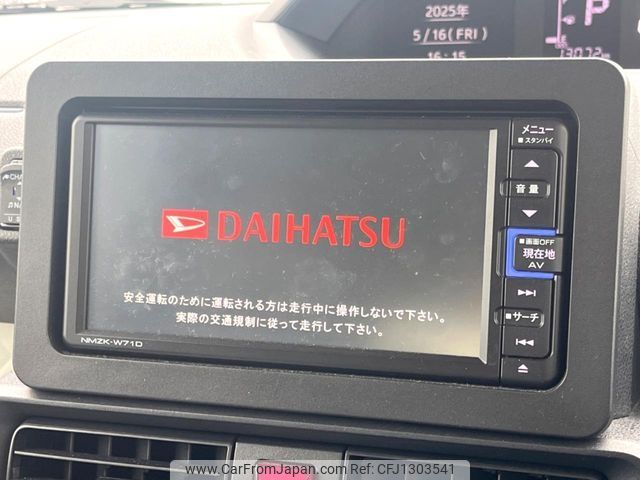 2025年
5/16(FRI)
16:15
P
E
13072
メニュー
■スタンバイ
音量
■画面OFF
現在地
AV
■サーチ
DAIHATSU
安全運転のために運転される方は走行中に操作しないで下さい。
実際の交通規制に従って走行して下さい。
NMZK-W71D
www.CarFromJapan.com - CFJ1303541